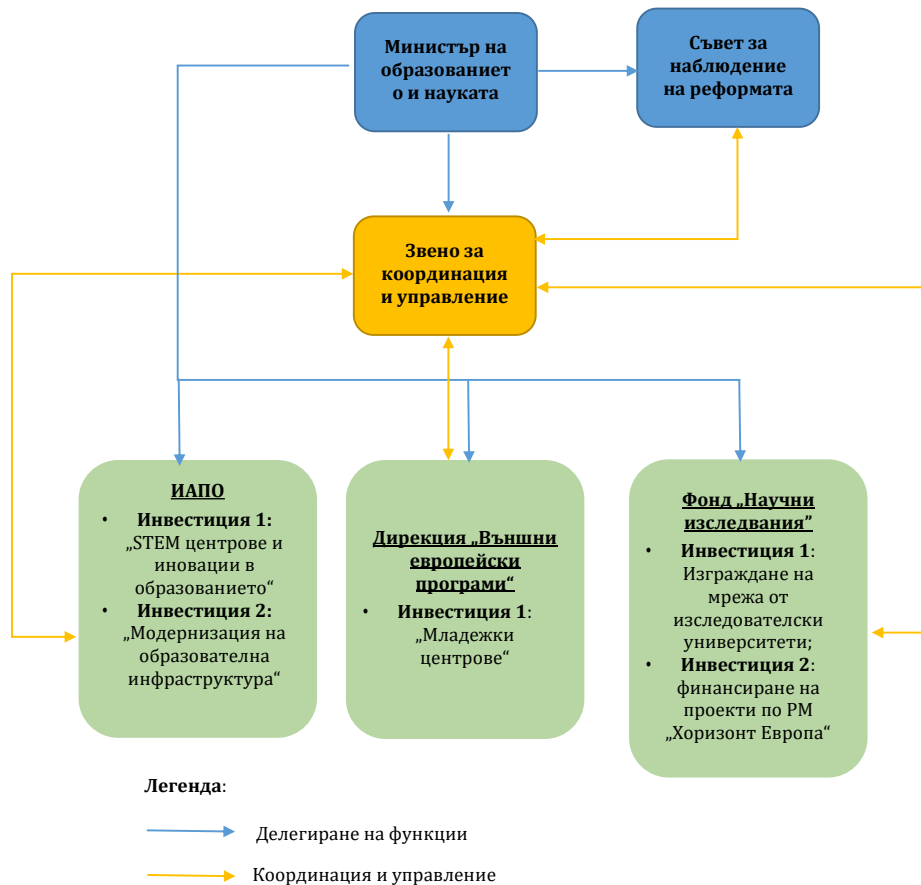 Министър на
образованиет
о и науката
Съвет за
наблюдение
на реформата
Звено за
координация
и управление
ИАПО
• Инвестиция 1:
„STEM центрове и
иновации в
образованието“
• Инвестиция 2:
„Модернизация на
образователна
инфраструктура“
Дирекция „Външни
европейски
програми“
• Инвестиция 1:
„Младежки
центрове“
Фонд „Научни
изследвания”
• Инвестиция 1:
Изграждане на
мрежа от
изследователски
университети;
• Инвестиция 2:
финансиране на
проекти по РМ
„Хоризонт Европа“
Легенда:
Делегиране на функции
Координация и управление